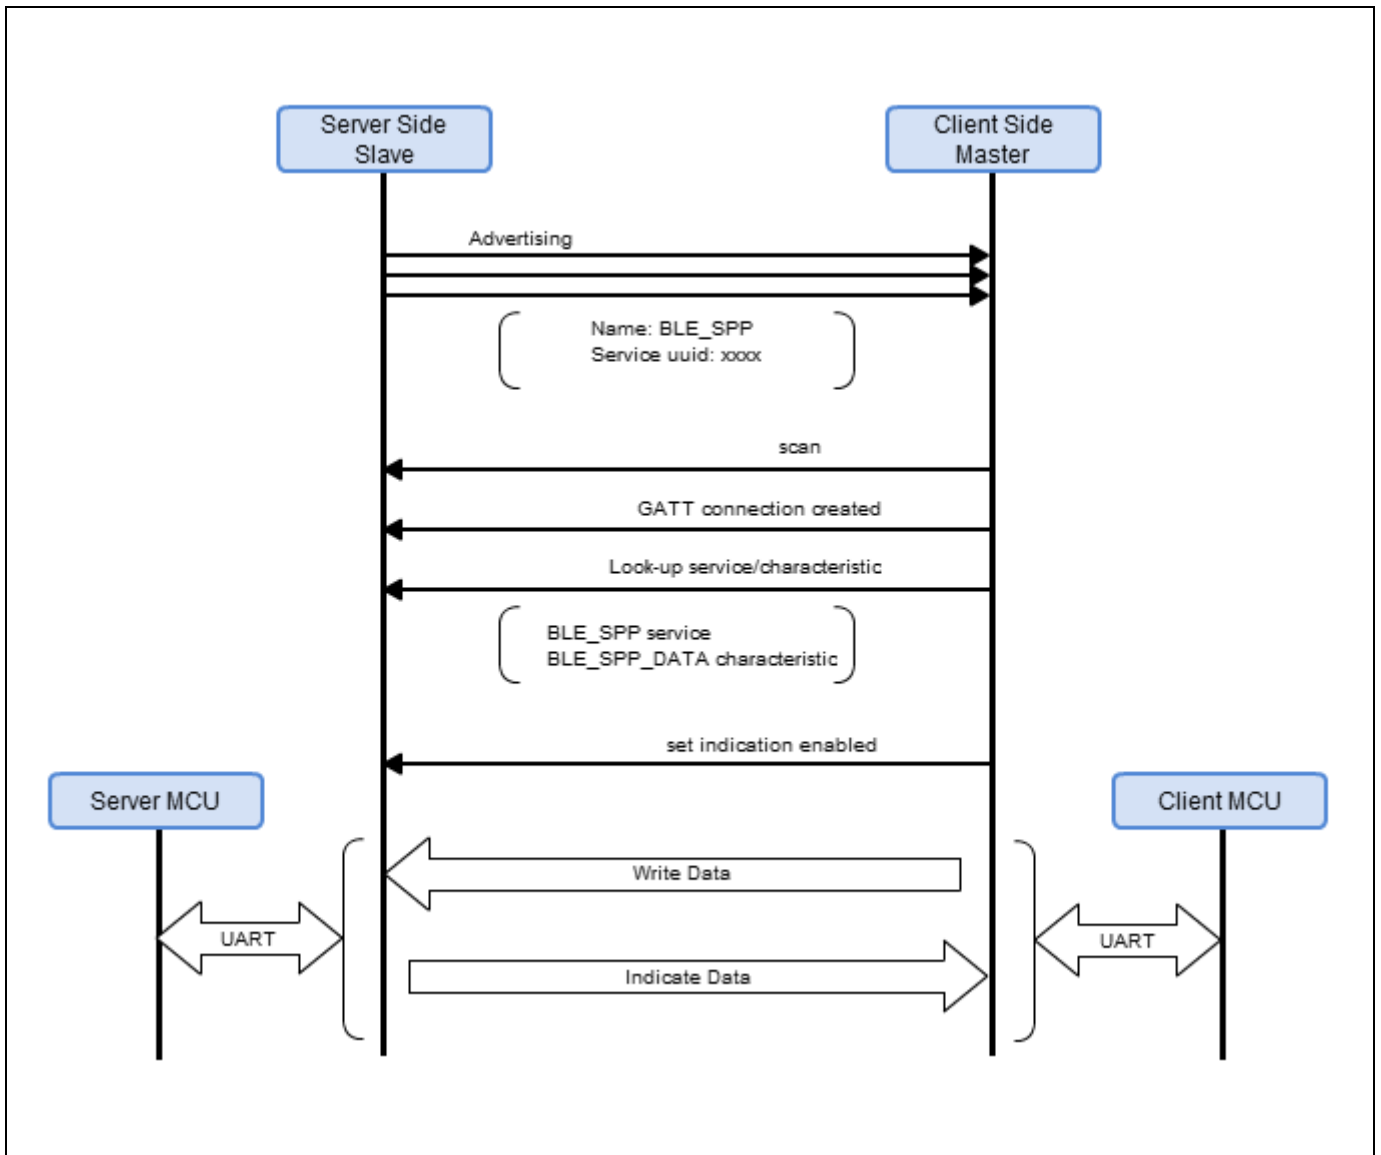 Server Side
Slave
Client Side
Master
Advertising
Name: BLE_SPP
Service uuid: xxxx
scan
GATT connection created
Look-up service/characteristic
BLE_SPP service
BLE_SPP_DATA characteristic
set indication enabled
Server MCU
Client MCU
Write Data
UART
UART
Indicate Data